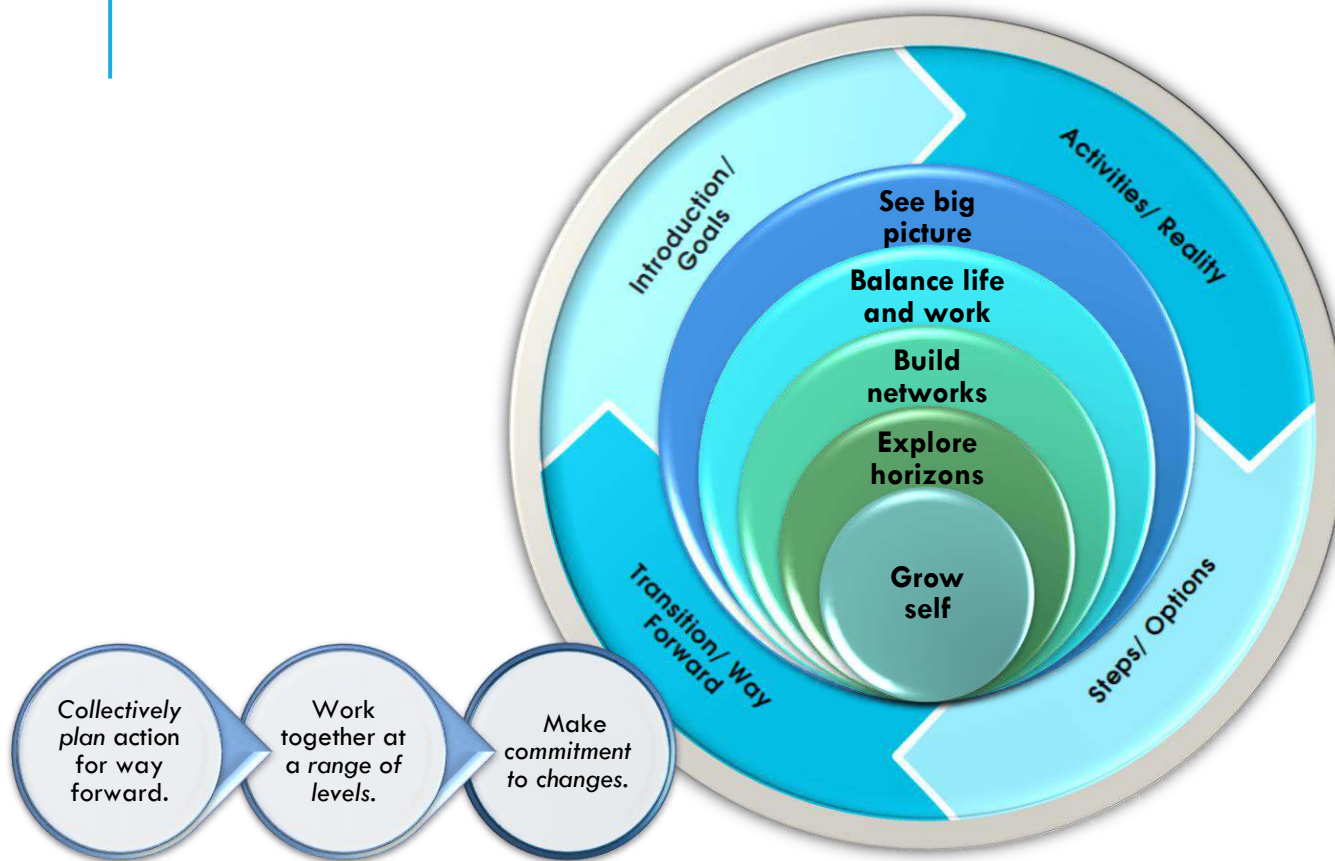 Introduction/
Goals
Activities/ Reality
Steps/ Options
Transition/ Way
Forward
See big
picture
Balance life
and work
Build
networks
Explore
horizons
Grow
self
Collectively
plan action
for way
forward.
Work
together at
a range of
levels.
Make
commitment
to changes.